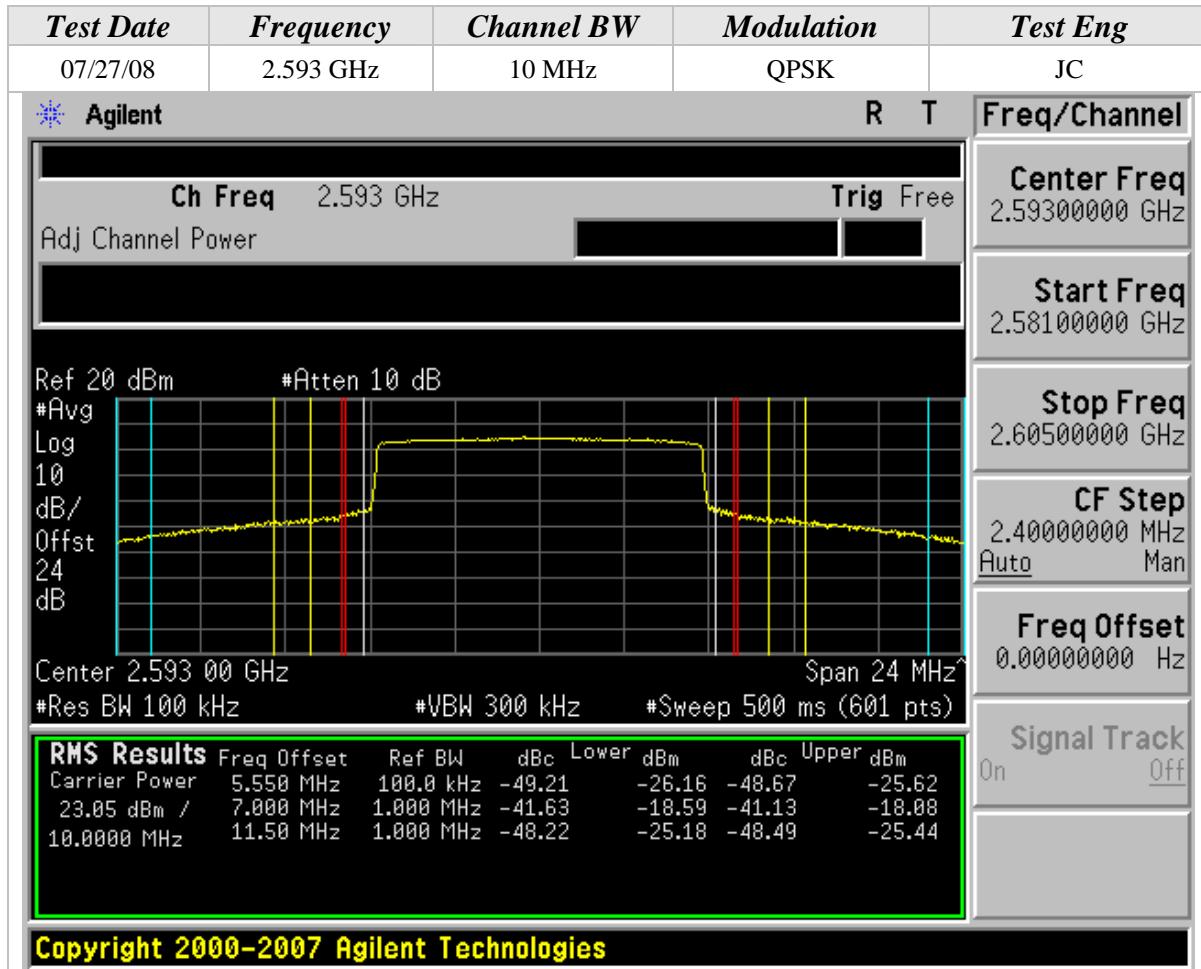 Test Date Frequency Channel BW Modulation Test Eng
07/27/08 2.593 GHz 10 MHz QPSK JC
Agilent R T Freq/Channel
Ch Freq 2.593 GHz Trig Free
Adj Channel Power
Center Freq
2.59300000 GHz
Start Freq
2.58100000 GHz
Stop Freq
2.60500000 GHz
CF Step
2.40000000 MHz
Auto Man
Freq Offset
0.00000000 Hz
Signal Track
On Off
Ref 20 dBm #Atten 10 dB
#Avg
Log
10
dB/
Offst
24
dB
Center 2.593 00 GHz Span 24 MHz^
#Res BW 100 kHz #VBW 300 kHz #Sweep 500 ms (601 pts)
RMS Results Freq Offset Ref BW dBc Lower dBm dBc Upper dBm
Carrier Power 5.550 MHz 100.0 kHz -49.21 -26.16 -48.67 -25.62
23.05 dBm / 7.000 MHz 1.000 MHz -41.63 -18.59 -41.13 -18.08
10.0000 MHz 11.50 MHz 1.000 MHz -48.22 -25.18 -48.49 -25.44
Copyright 2000-2007 Agilent Technologies